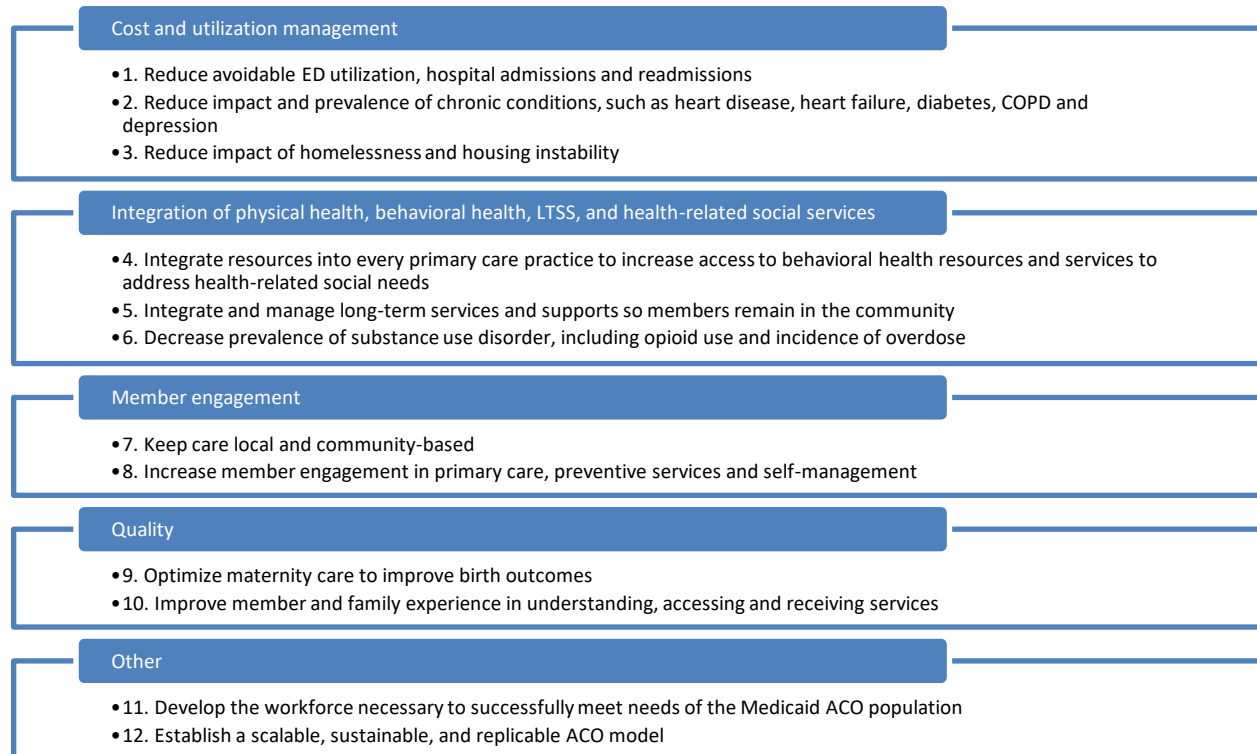 Cost and utilization management
•1. Reduce avoidable ED utilization, hospital admissions and readmissions
•2. Reduce impact and prevalence of chronic conditions, such as heart disease, heart failure, diabetes, COPD and
depression
•3. Reduce impact of homelessness and housing instability
Integration of physical health, behavioral health, LTSS, and health-related social services
•4. Integrate resources into every primary care practice to increase access to behavioral health resources and services to
address health-related social needs
•5. Integrate and manage long-term services and supports so members remain in the community
•6. Decrease prevalence of substance use disorder, including opioid use and incidence of overdose
Member engagement
•7. Keep care local and community-based
•8. Increase member engagement in primary care, preventive services and self-management
Quality
•9. Optimize maternity care to improve birth outcomes
•10. Improve member and family experience in understanding, accessing and receiving services
Other
•11. Develop the workforce necessary to successfully meet needs of the Medicaid ACO population
•12. Establish a scalable, sustainable, and replicable ACO model